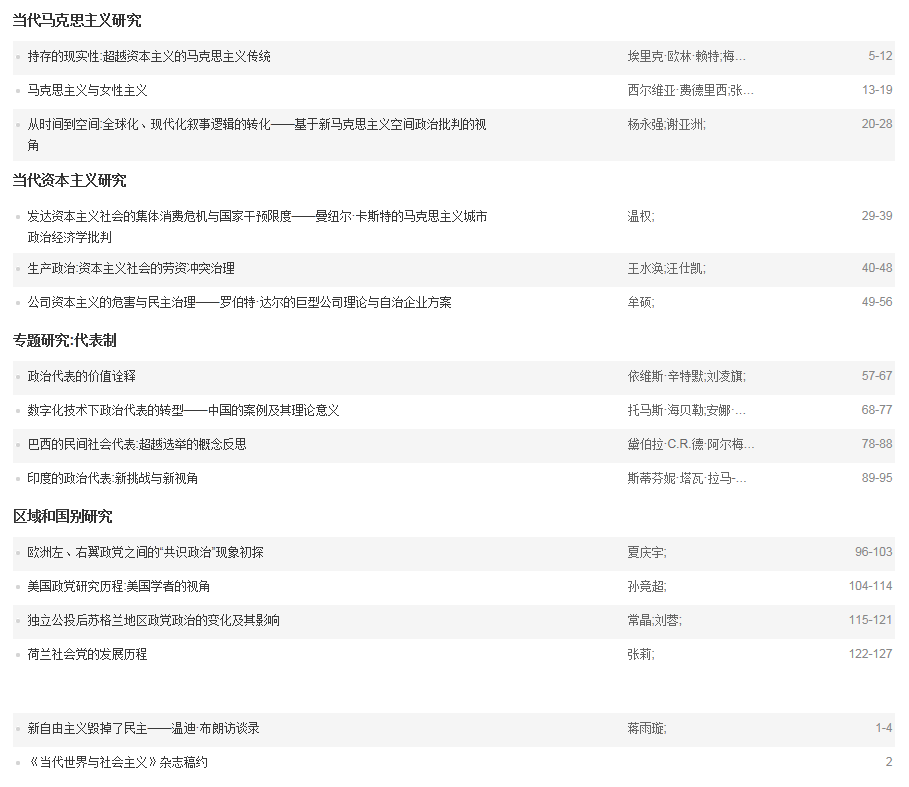 当代马克思主义研究
持存的现实性:超越资本主义的马克思主义传统 埃里克·欧林·赖特;梅... 5-12
马克思主义与女性主义 西尔维亚·费德里西;张... 13-19
从时间到空间:全球化、现代化叙事逻辑的转化——基于新马克思主义空间政治批判的视 杨永强;谢亚洲; 20-28
角
当代资本主义研究
发达资本主义社会的集体消费危机与国家干预限度——曼纽尔·卡斯特的马克思主义城市 温权; 29-39
政治经济学批判
生产政治:资本主义社会的劳资冲突治理 王水涣;汪仕凯; 40-48
公司资本主义的危害与民主治理——罗伯特·达尔的巨型公司理论与自治企业方案 牟硕; 49-56
专题研究:代表制
政治代表的价值诠释 依维斯·辛特默;刘凌旗; 57-67
数字化技术下政治代表的转型——中国的案例及其理论意义 托马斯·海贝勒;安娜·... 68-77
巴西的民间社会代表:超越选举的概念反思 黛伯拉·C.R.德·阿尔梅... 78-88
印度的政治代表:新挑战与新视角 斯蒂芬妮·塔瓦·拉马-... 89-95
区域和国别研究
欧洲左、右翼政党之间的“共识政治”现象初探 夏庆宇; 96-103
美国政党研究历程:美国学者的视角 孙竞超; 104-114
独立公投后苏格兰地区政党政治的变化及其影响 常晶;刘蓉; 115-121
荷兰社会党的发展历程 张莉; 122-127
新自由主义毁掉了民主——温迪·布朗访谈录 蒋雨璇; 1-4
《当代世界与社会主义》杂志稿约 2